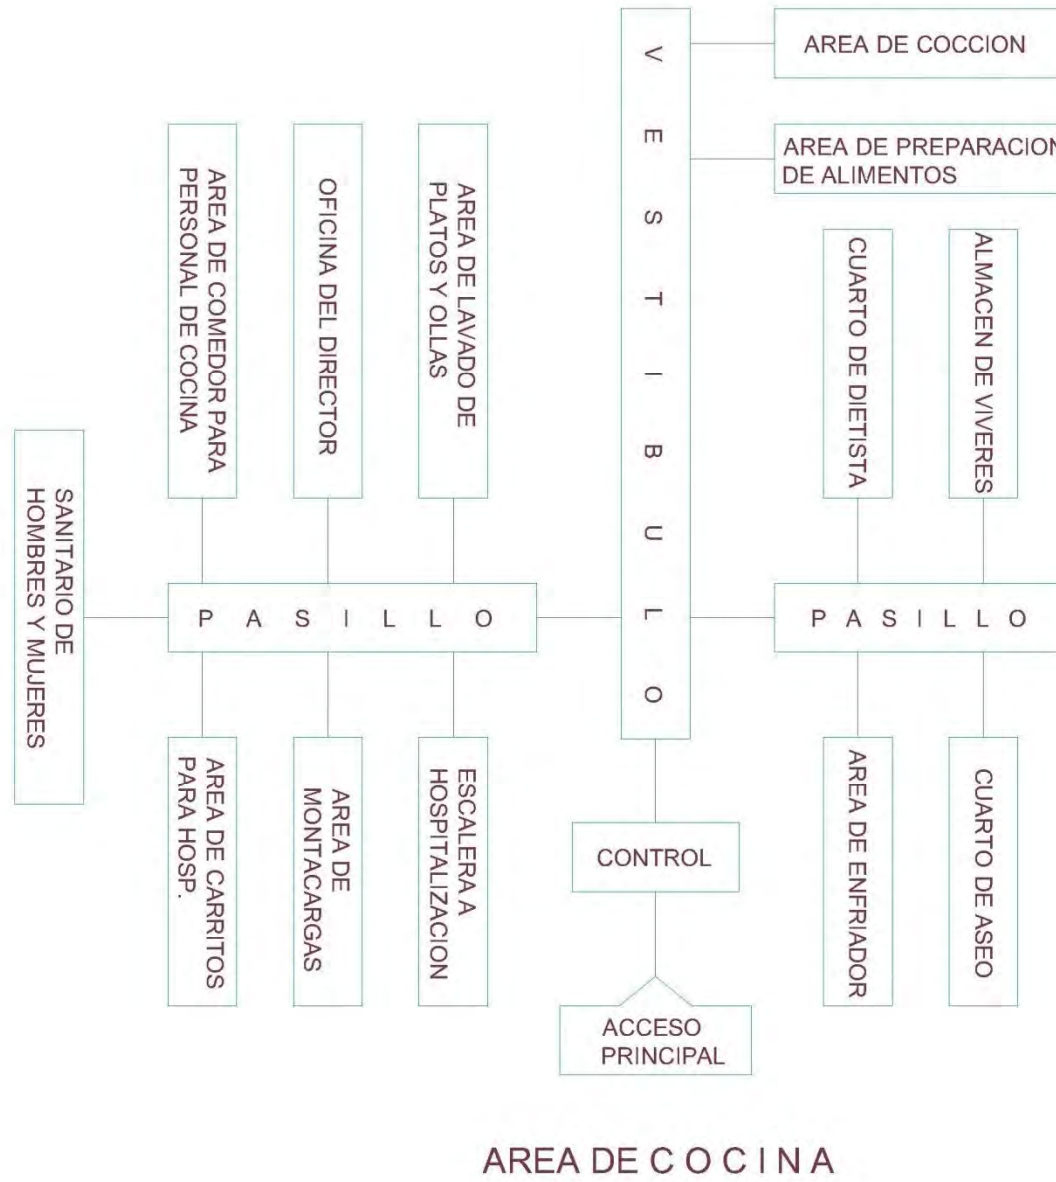 V E S T I B U L O
AREA DE COCCION
AREA DE PREPARACION
DE ALIMENTOS
AREA DE COMEDOR PARA
PERSONAL DE COCINA
OFICINA DEL DIRECTOR
AREA DE LAVADO DE
PLATOS Y OLLAS
CUARTO DE DIETISTA
ALMACEN DE VIVERES
SANITARIO DE
HOMBRES Y MUJERES
P A S I L L O
P A S I L L O
AREA DE CARRITOS
PARA HOSP.
AREA DE
MONTACARGAS
ESCALERA A
HOSPITALIZACION
AREA DE ENFRIADOR
CUARTO DE ASEO
CONTROL
ACCESO
PRINCIPAL
AREA DE C O C I N A